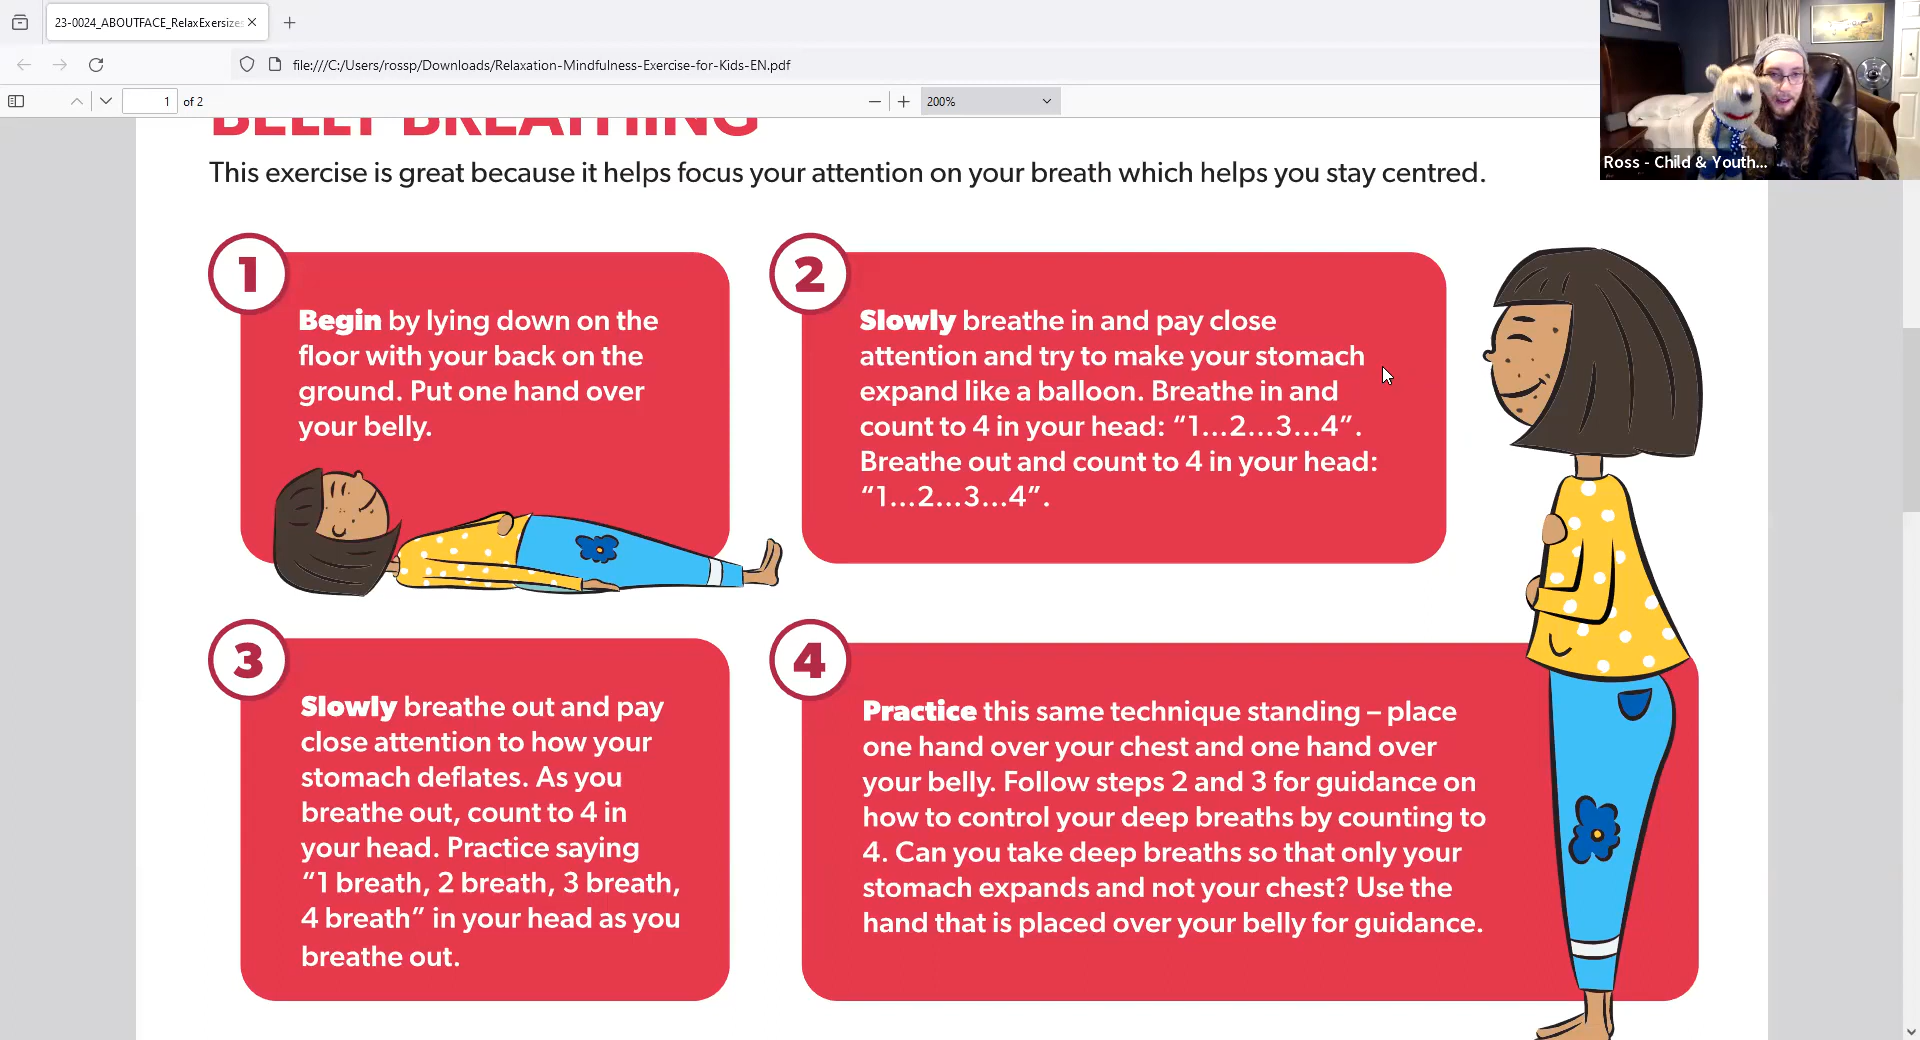 23-0024_ABOUTFACE_RelaxExersizes
file:///C:/Users/rossp/Downloads/Relaxation-Mindfulness-Exercise-for-Kids-EN.pdf
1 of 2
200%
Ross - Child & Youth...
BELLY BREATHING
This exercise is great because it helps focus your attention on your breath which helps you stay centred.
1
Begin by lying down on the
floor with your back on the
ground. Put one hand over
your belly.
2
Slowly breathe in and pay close
attention and try to make your stomach
expand like a balloon. Breathe in and
count to 4 in your head: “1...2...3...4”.
Breathe out and count to 4 in your head:
“1...2...3...4”.
3
Slowly breathe out and pay
close attention to how your
stomach deflates. As you
breathe out, count to 4 in
your head. Practice saying
“1 breath, 2 breath, 3 breath,
4 breath” in your head as you
breathe out.
4
Practice this same technique standing – place
one hand over your chest and one hand over
your belly. Follow steps 2 and 3 for guidance on
how to control your deep breaths by counting to
4. Can you take deep breaths so that only your
stomach expands and not your chest? Use the
hand that is placed over your belly for guidance.